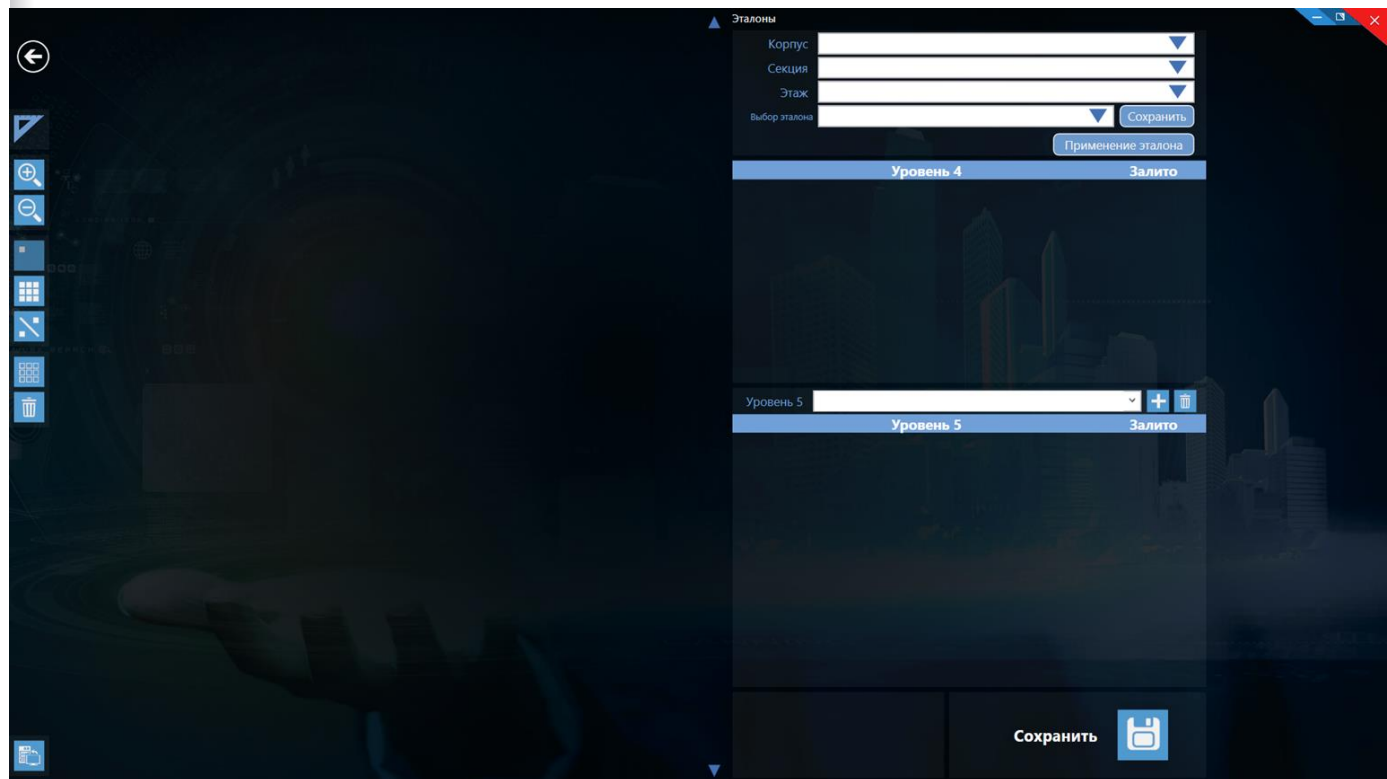 Эталоны
Корпус
Секция
Этаж
Выбор эталона Сохранить
Применение эталона
Уровень 4 Залито
Уровень 5
Уровень 5 Залито
Сохранить